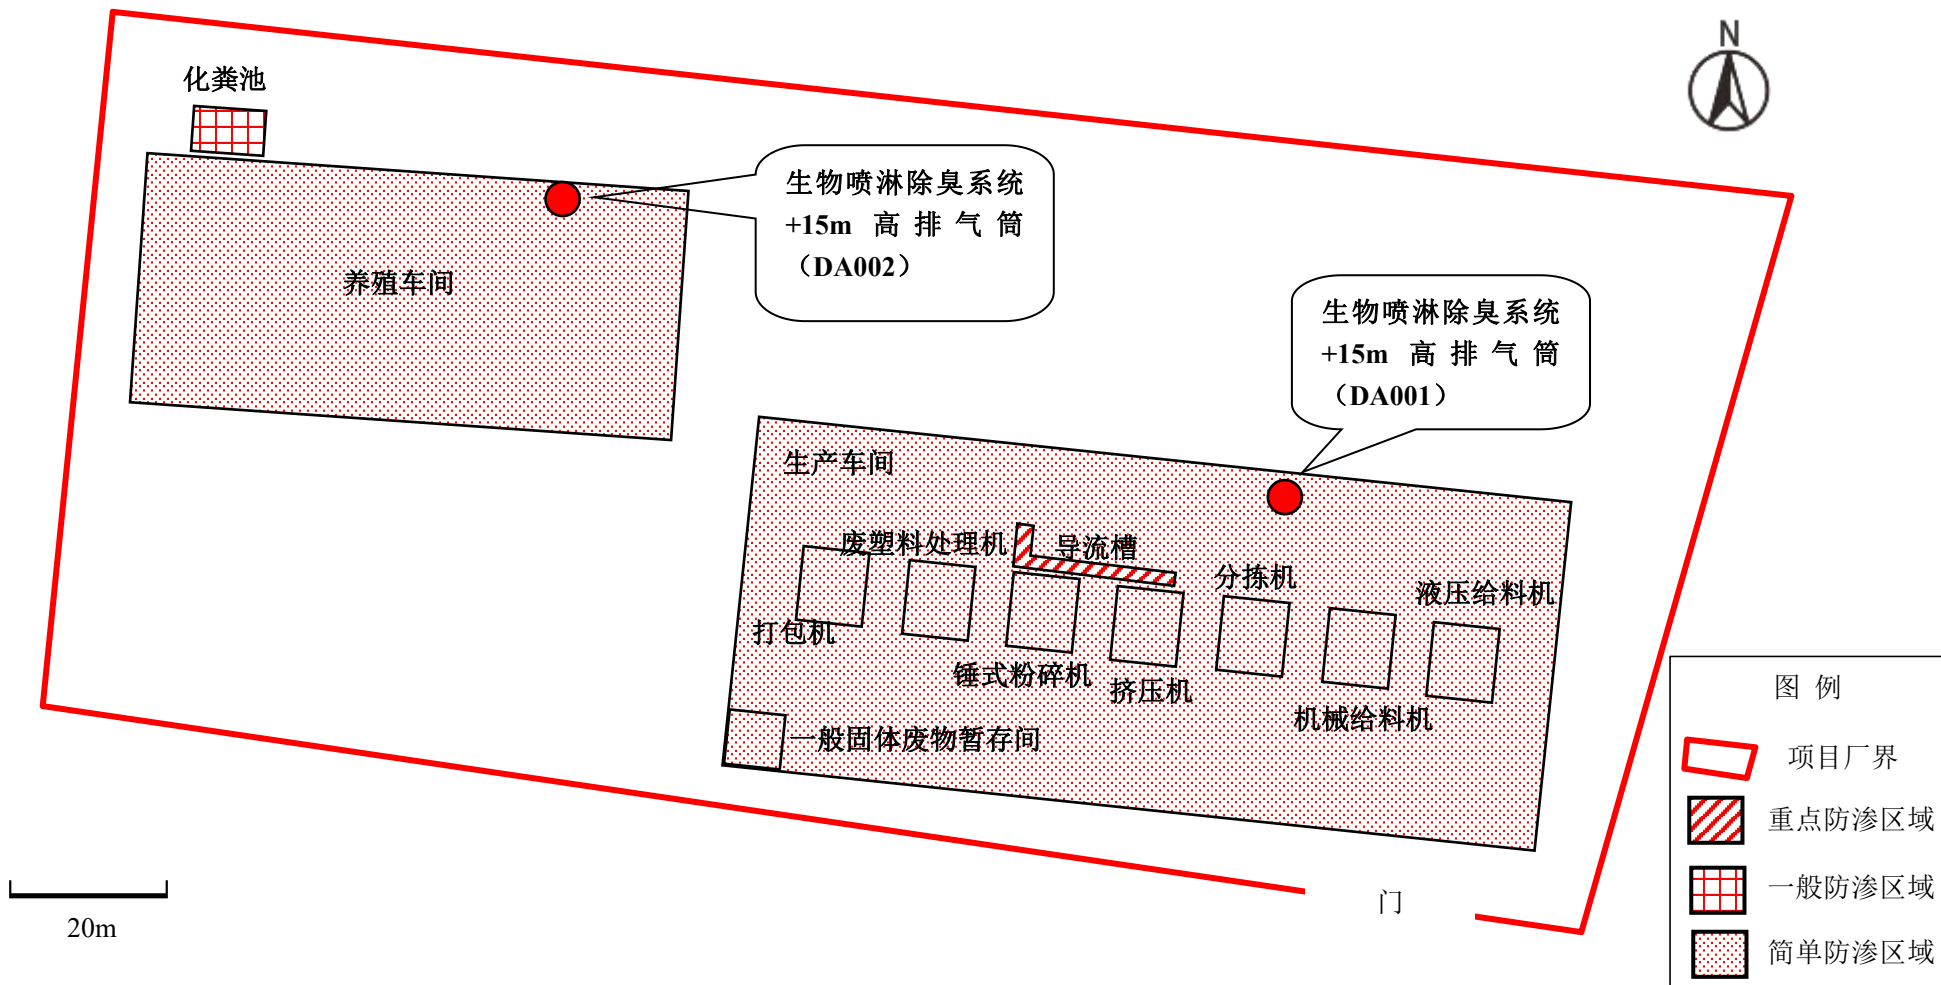 N
化粪池
生物喷淋除臭系统
+15m 高排气筒
（DA002）
养殖车间
生物喷淋除臭系统
+15m 高排气筒
（DA001）
生产车间
废塑料处理机
导流槽
分拣机
液压给料机
打包机
锤式粉碎机
挤压机
机械给料机
一般固体废物暂存间
门
20m
图 例
项目厂界
重点防渗区域
一般防渗区域
简单防渗区域